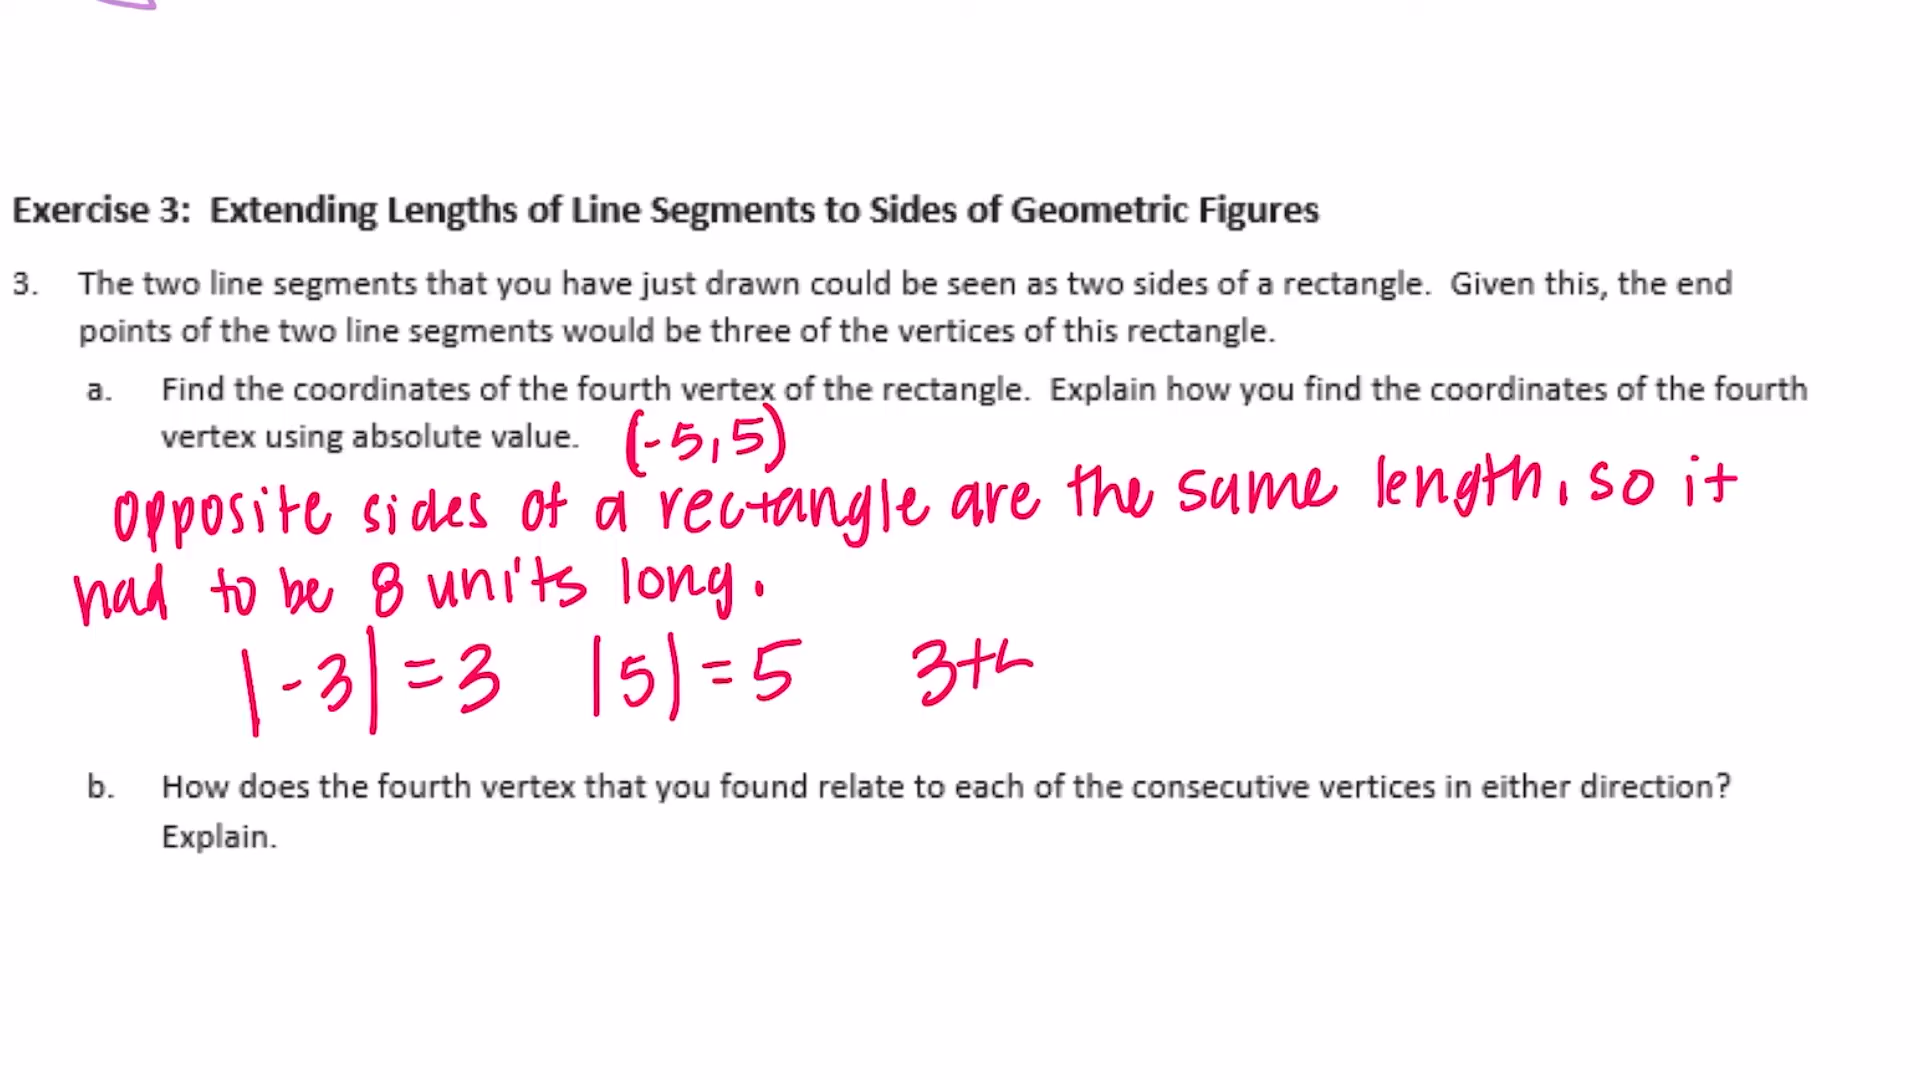 Exercise 3: Extending Lengths of Line Segments to Sides of Geometric Figures
3. The two line segments that you have just drawn could be seen as two sides of a rectangle. Given this, the end
points of the two line segments would be three of the vertices of this rectangle.
a. Find the coordinates of the fourth vertex of the rectangle. Explain how you find the coordinates of the fourth
vertex using absolute value. (-5,5)
opposite sides of a rectangle are the same length, so it
had to be 8 units long.
|-3|=3 |5|=5 3+
b. How does the fourth vertex that you found relate to each of the consecutive vertices in either direction?
Explain.